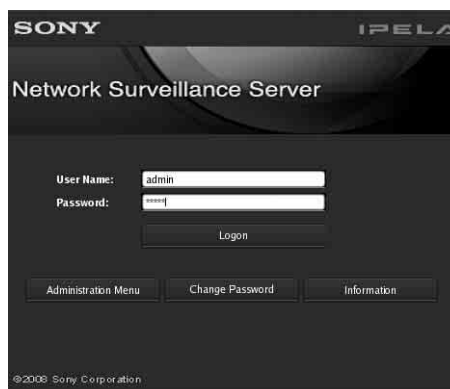 SONY
IPELA
Network Surveillance Server
User Name: admin
Password: *****
Logon
Administration Menu Change Password Information
©2008 Sony Corporation